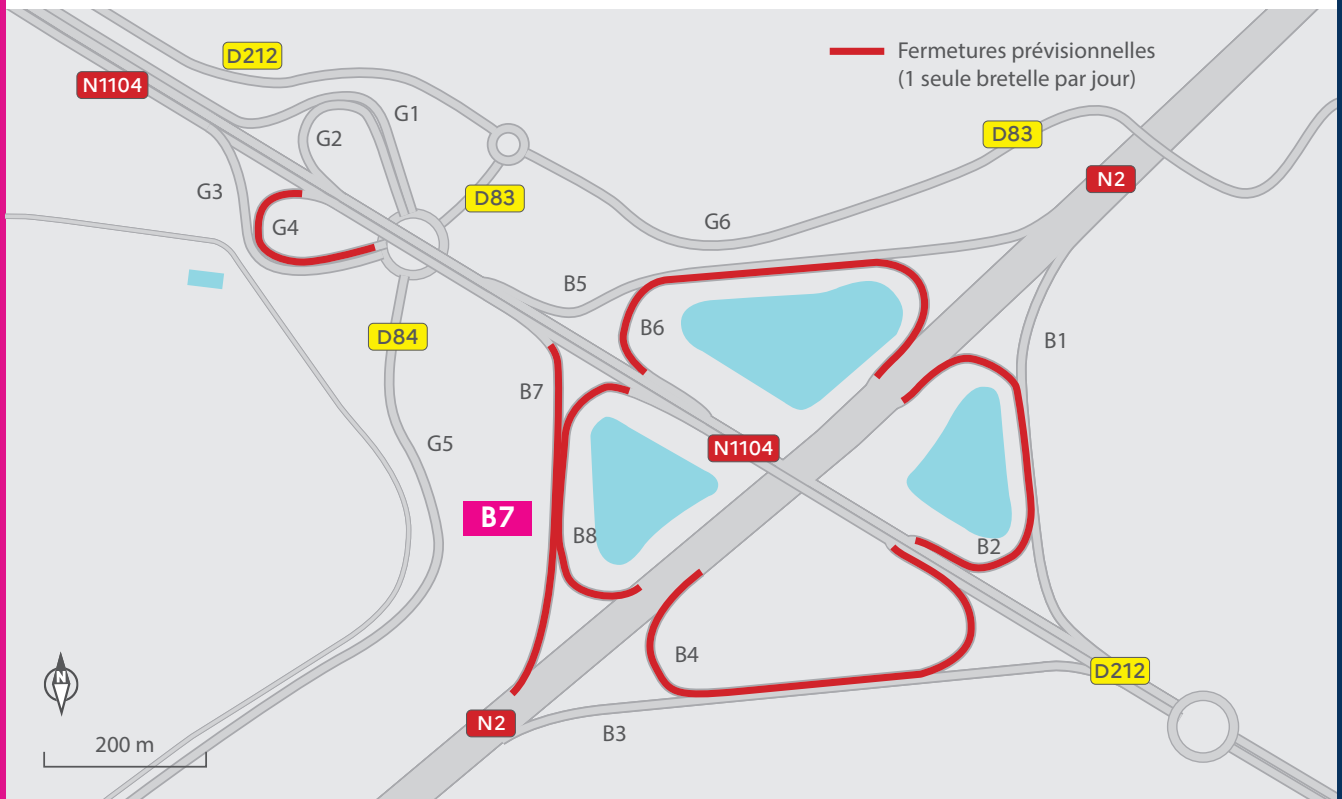 D212
N1104
Fermetures prévisionnelles
(1 seule bretelle par jour)
G1
G2
D83
G3
D83
N2
G4
G6
B5
B6
D84
B1
B7
G5
N1104
B7
B8
B2
B4
D212
N
N2
B3
200 m